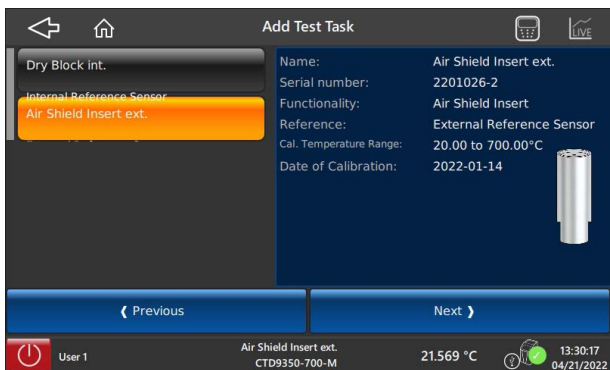 Add Test Task
LIVE
Dry Block int.
Internal Reference Sensor
Air Shield Insert ext.
Name: Air Shield Insert ext.
Serial number: 2201026-2
Functionality: Air Shield Insert
Reference: External Reference Sensor
Cal. Temperature Range: 20.00 to 700.00°C
Date of Calibration: 2022-01-14
❮ Previous
Next ❯
User 1
Air Shield Insert ext.
CTD9350-700-M
21.569 °C
?
13:30:17
04/21/2022